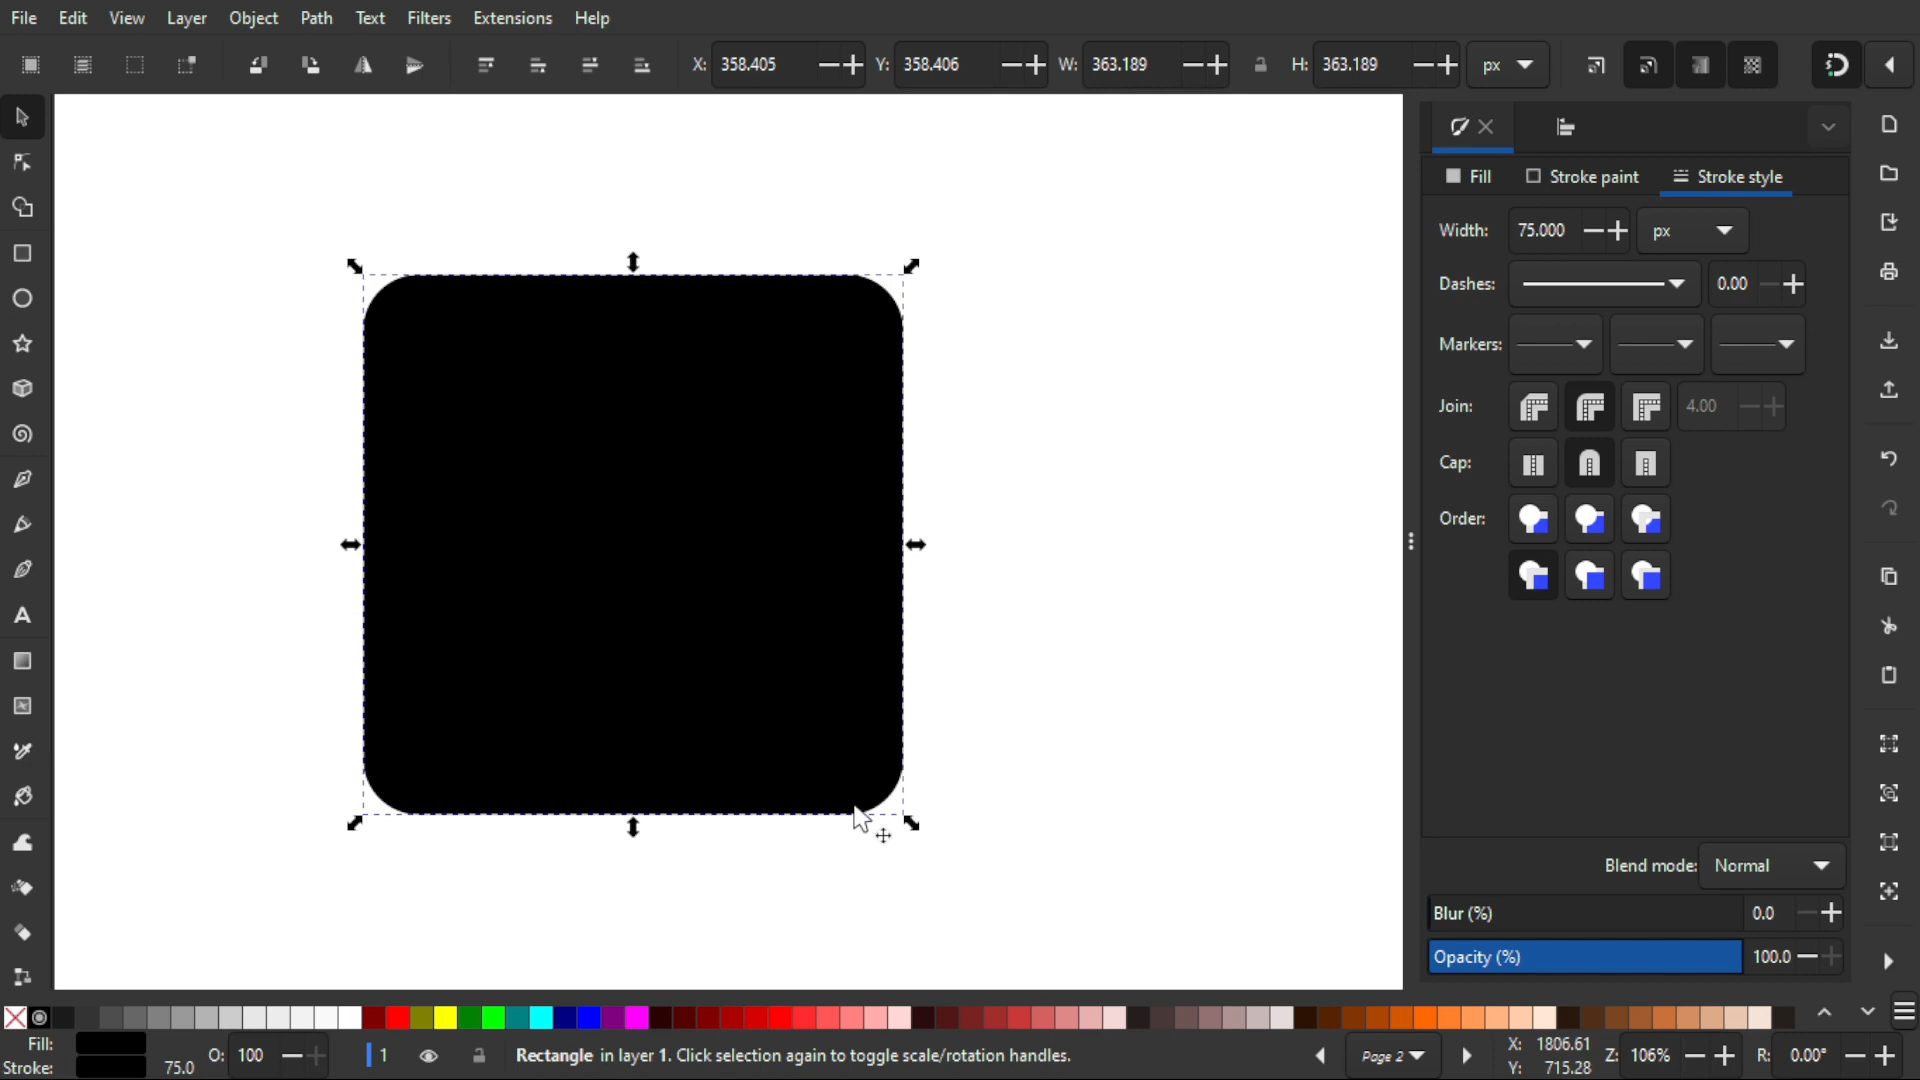 File Edit View Layer Object Path Text Filters Extensions Help
X: 358.405 Y: 358.406 W: 363.189 H: 363.189 px
Fill Stroke paint Stroke style
Width: 75.000 px
Dashes: 0.00
Markers:
Join: 4.00
Cap:
Order:
Blend mode: Normal
Blur (%) 0.0
Opacity (%) 100.0
Fill: O: 100 1 Rectangle in layer 1. Click selection again to toggle scale/rotation handles. Page 2 X: 1806.61 Z: 106% R: 0.00°
Stroke: 75.0 Y: 715.28